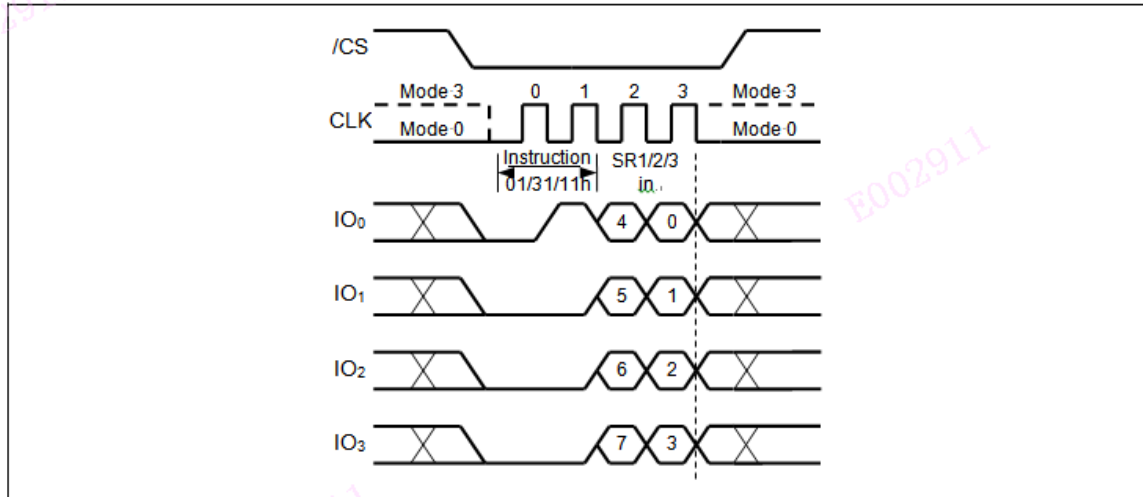 /CS
Mode 3 0 1 2 3 Mode 3
CLK
Mode 0 Mode 0
Instruction SR1/2/3
01/31/11h in
IO0 4 0
IO1 5 1
IO2 6 2
IO3 7 3
E002911